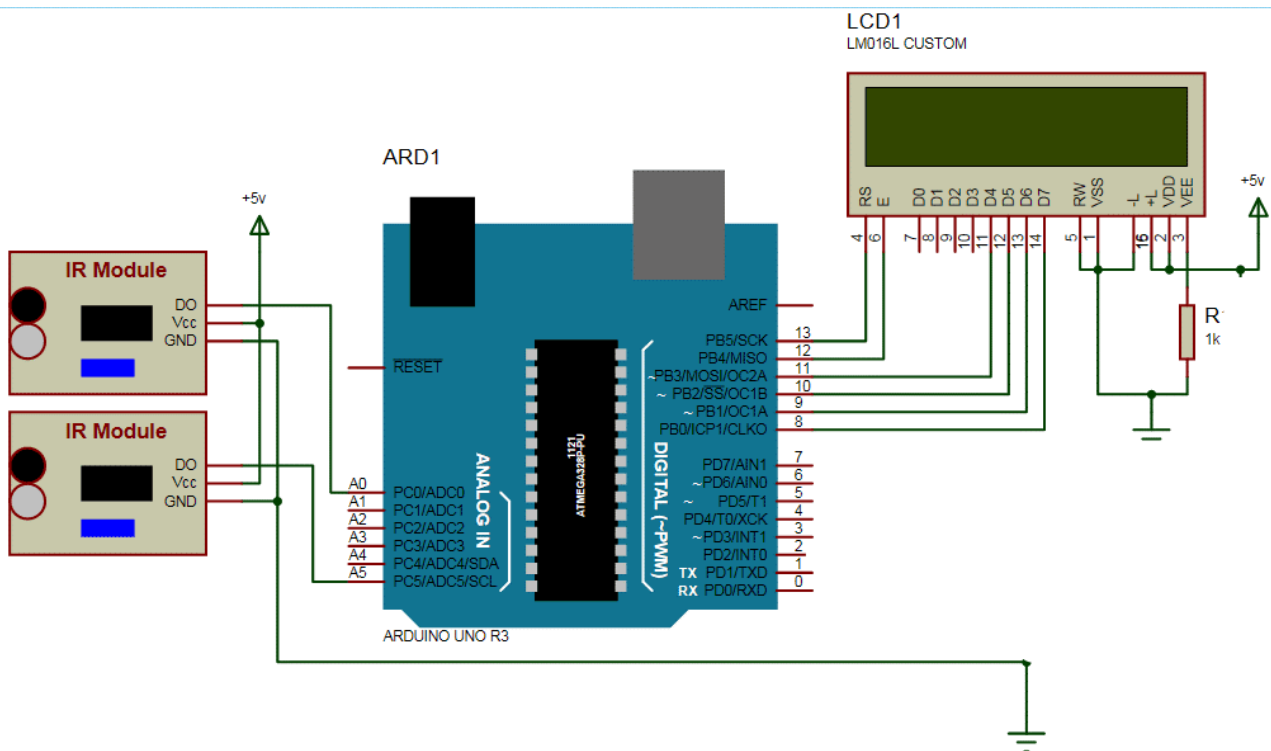 LCD1
LM016L CUSTOM
RS
E
D0
D1
D2
D3
D4
D5
D6
D7
RW
VSS
-L
+L
VDD
VEE
4
6
7
8
9
10
11
12
13
14
5
1
2
3
+5v
R
1k
ARD1
+5v
IR Module
DO
Vcc
GND
IR Module
DO
Vcc
GND
RESET
A0 PC0/ADC0
A1 PC1/ADC1
A2 PC2/ADC2
A3 PC3/ADC3
A4 PC4/ADC4/SDA
A5 PC5/ADC5/SCL
ANALOG IN
1121
ATMEGA328P-PU
DIGITAL (~PWM)
AREF
PB5/SCK 13
PB4/MISO 12
~PB3/MOSI/OC2A 11
~ PB2/SS/OC1B 10
~ PB1/OC1A 9
PB0/ICP1/CLKO 8
PD7/AIN1 7
~PD6/AIN0 6
~ PD5/T1 5
PD4/T0/XCK 4
~PD3/INT1 3
PD2/INT0 2
TX PD1/TXD 1
RX PD0/RXD 0
ARDUINO UNO R3